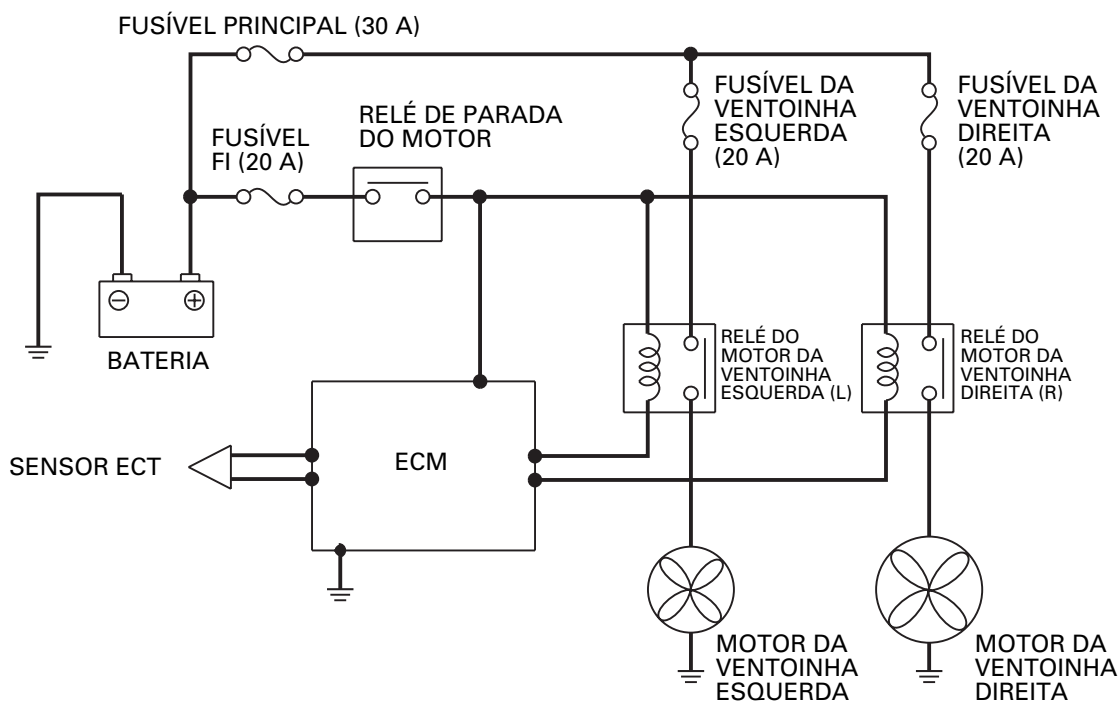 FUSÍVEL PRINCIPAL (30 A)
FUSÍVEL
FI (20 A)
RELÉ DE PARADA
DO MOTOR
FUSÍVEL DA
VENTOINHA
ESQUERDA
(20 A)
FUSÍVEL DA
VENTOINHA
DIREITA
(20 A)
BATERIA
RELÉ DO
MOTOR DA
VENTOINHA
ESQUERDA (L)
RELÉ DO
MOTOR DA
VENTOINHA
DIREITA (R)
SENSOR ECT
ECM
MOTOR DA
VENTOINHA
ESQUERDA
MOTOR DA
VENTOINHA
DIREITA